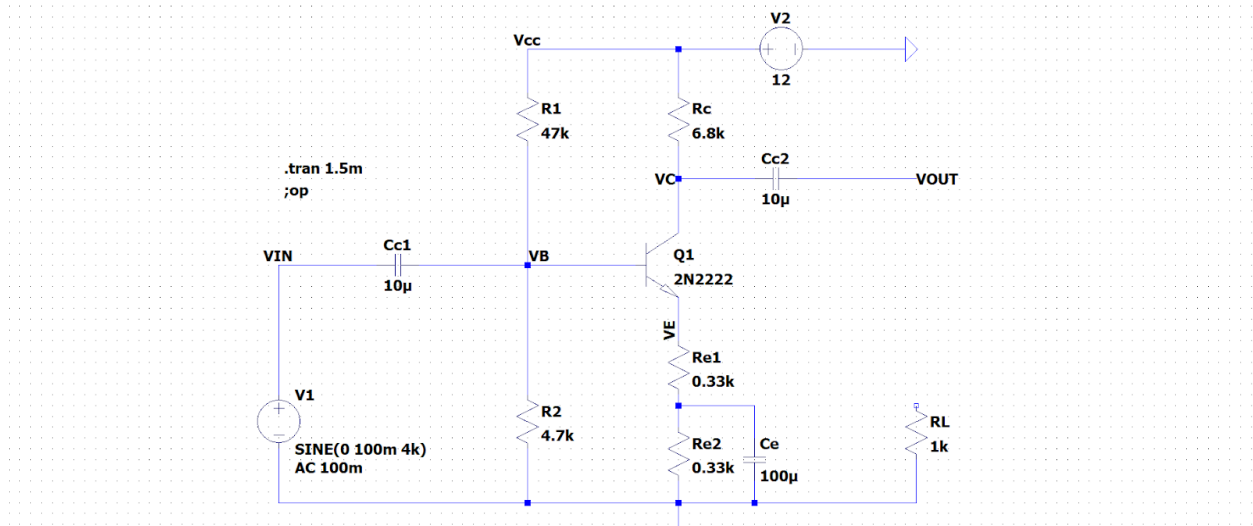 V2
Vcc
12
R1
47k
Rc
6.8k
.tran 1.5m
;op
Cc2
VC
VOUT
10µ
Cc1
VIN
VB
Q1
10µ
2N2222
VE
Re1
0.33k
V1
R2
4.7k
RL
1k
Re2
0.33k
Ce
SINE(0 100m 4k)
AC 100m
100µ